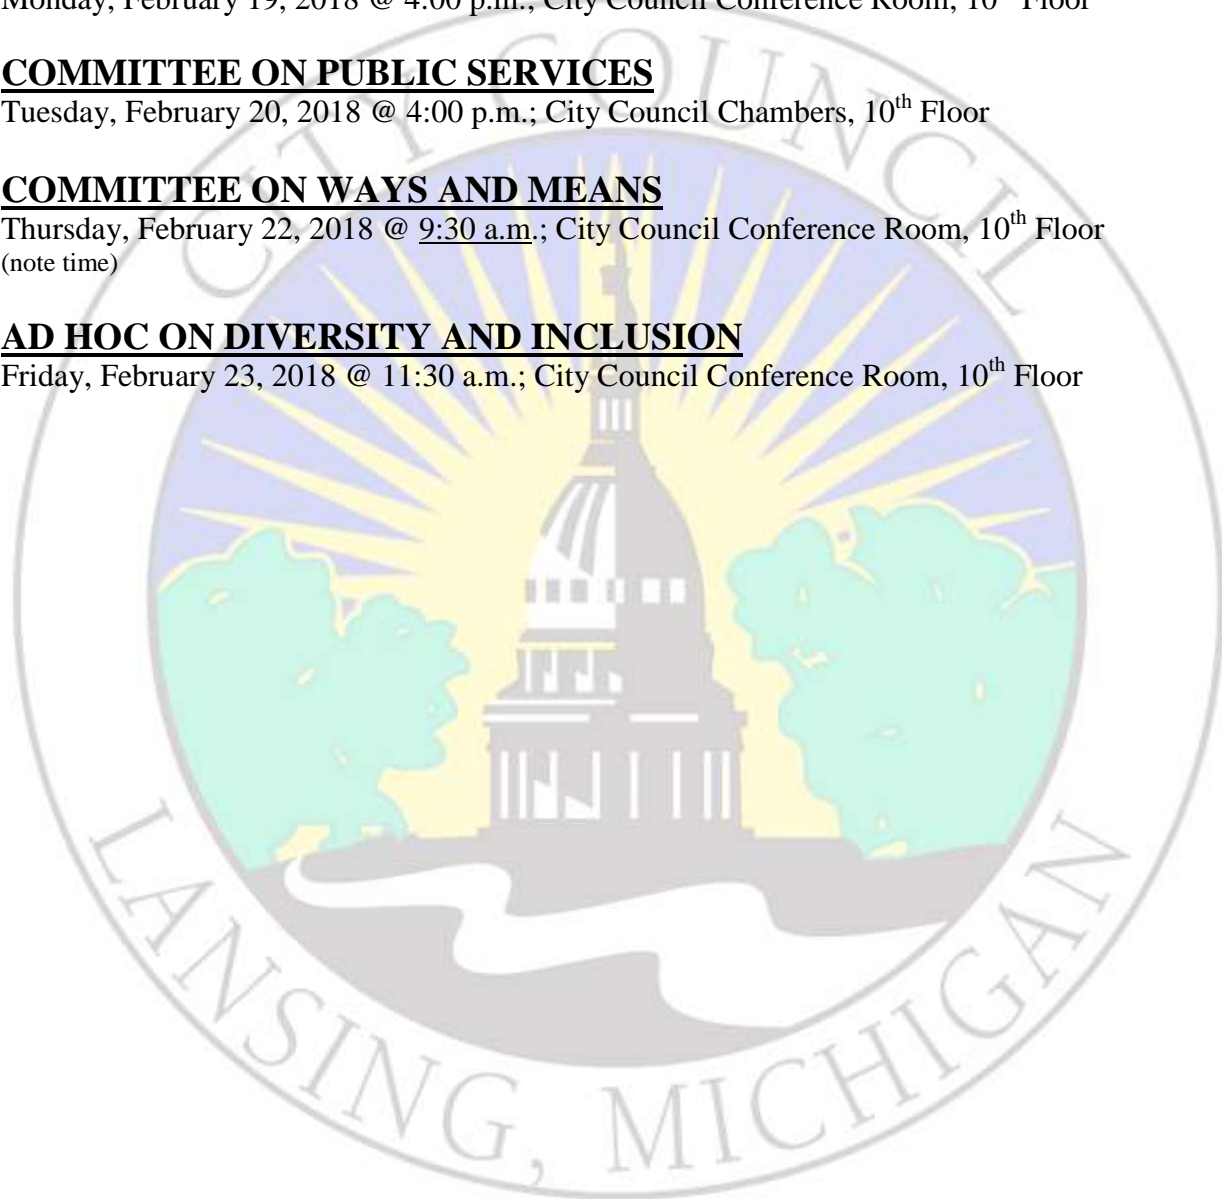 Monday, February 19, 2018 @ 4:00 p.m.; City Council Conference Room, 10th Floor
COMMITTEE ON PUBLIC SERVICES
Tuesday, February 20, 2018 @ 4:00 p.m.; City Council Chambers, 10th Floor
COMMITTEE ON WAYS AND MEANS
Thursday, February 22, 2018 @ 9:30 a.m.; City Council Conference Room, 10th Floor
(note time)
AD HOC ON DIVERSITY AND INCLUSION
Friday, February 23, 2018 @ 11:30 a.m.; City Council Conference Room, 10th Floor
CITY COUNCIL
LANSING, MICHIGAN